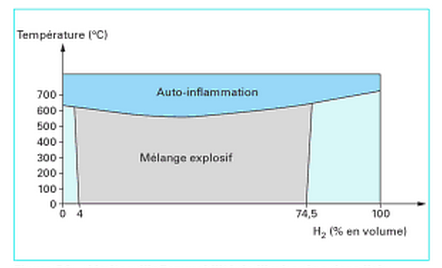 Température (°C)
Auto-inflammation
700
600
500
400
300
200
100
0
Mélange explosif
0 4 74,5 100
H₂ (% en volume)